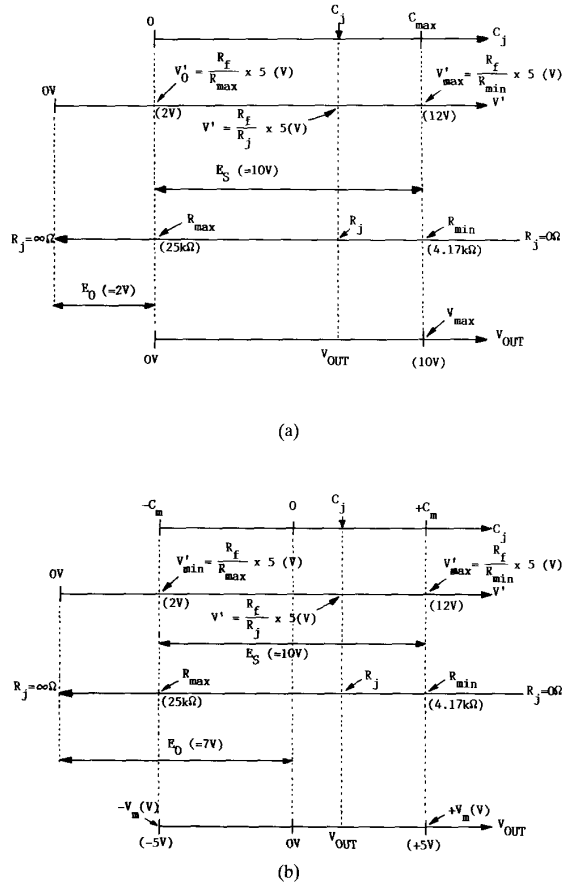 0 C_j C_max
C_j
0V V'_0 = R_f/R_max x 5 (V) V'_max = R_f/R_min x 5 (V)
(2V) V' = R_f/R_j x 5(V) (12V) V'
E_S (=10V)
R_j=∞Ω R_max R_j R_min R_j=0Ω
(25kΩ) (4.17kΩ)
E_O (=2V)
V_max
0V V_OUT (10V) V_OUT
(a)
-C_m 0 C_j +C_m
C_j
0V V'_min = R_f/R_max x 5 (V) V'_max = R_f/R_min x 5 (V)
(2V) V' = R_f/R_j x 5(V) (12V) V'
E_S (=10V)
R_j=∞Ω R_max R_j R_min R_j=0Ω
(25kΩ) (4.17kΩ)
E_O (=7V)
-V_m(V) +V_m(V)
(-5V) 0V V_OUT (+5V) V_OUT
(b)